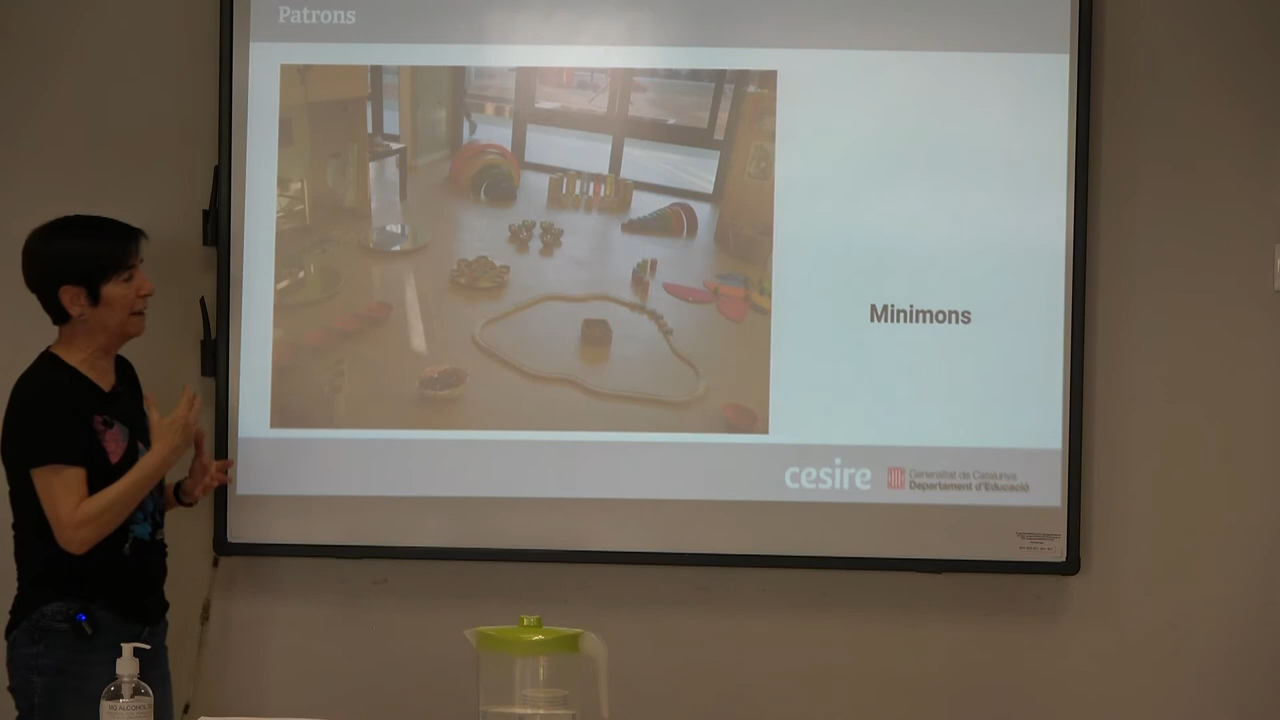 Patrons
Minimons
cesire
Generalitat de Catalunya
Departament d'Educació